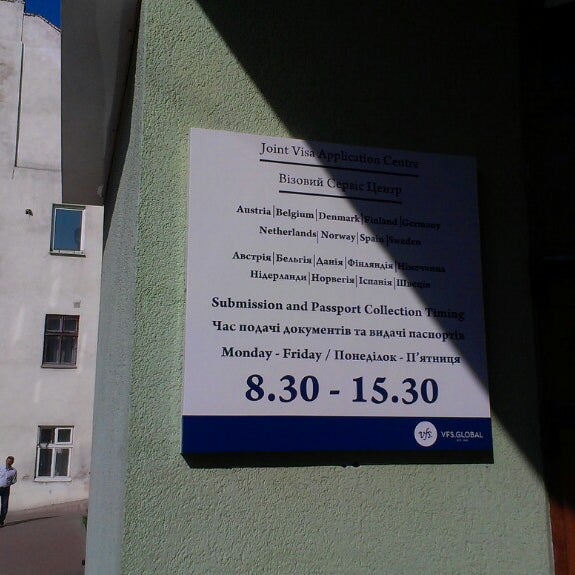 Joint Visa Application Centre
Візовий Сервіс Центр
Austria|Belgium|Denmark|Finland|Germany
Netherlands|Norway|Spain|Sweden
Австрія|Бельгія|Данія|Фінляндія|Німеччина
Нідерланди|Норвегія|Іспанія|Швеція
Submission and Passport Collection Timing
Час подачі документів та видачі паспортів
Monday - Friday / Понеділок - П'ятниця
8.30 - 15.30
vfs. VFS.GLOBAL